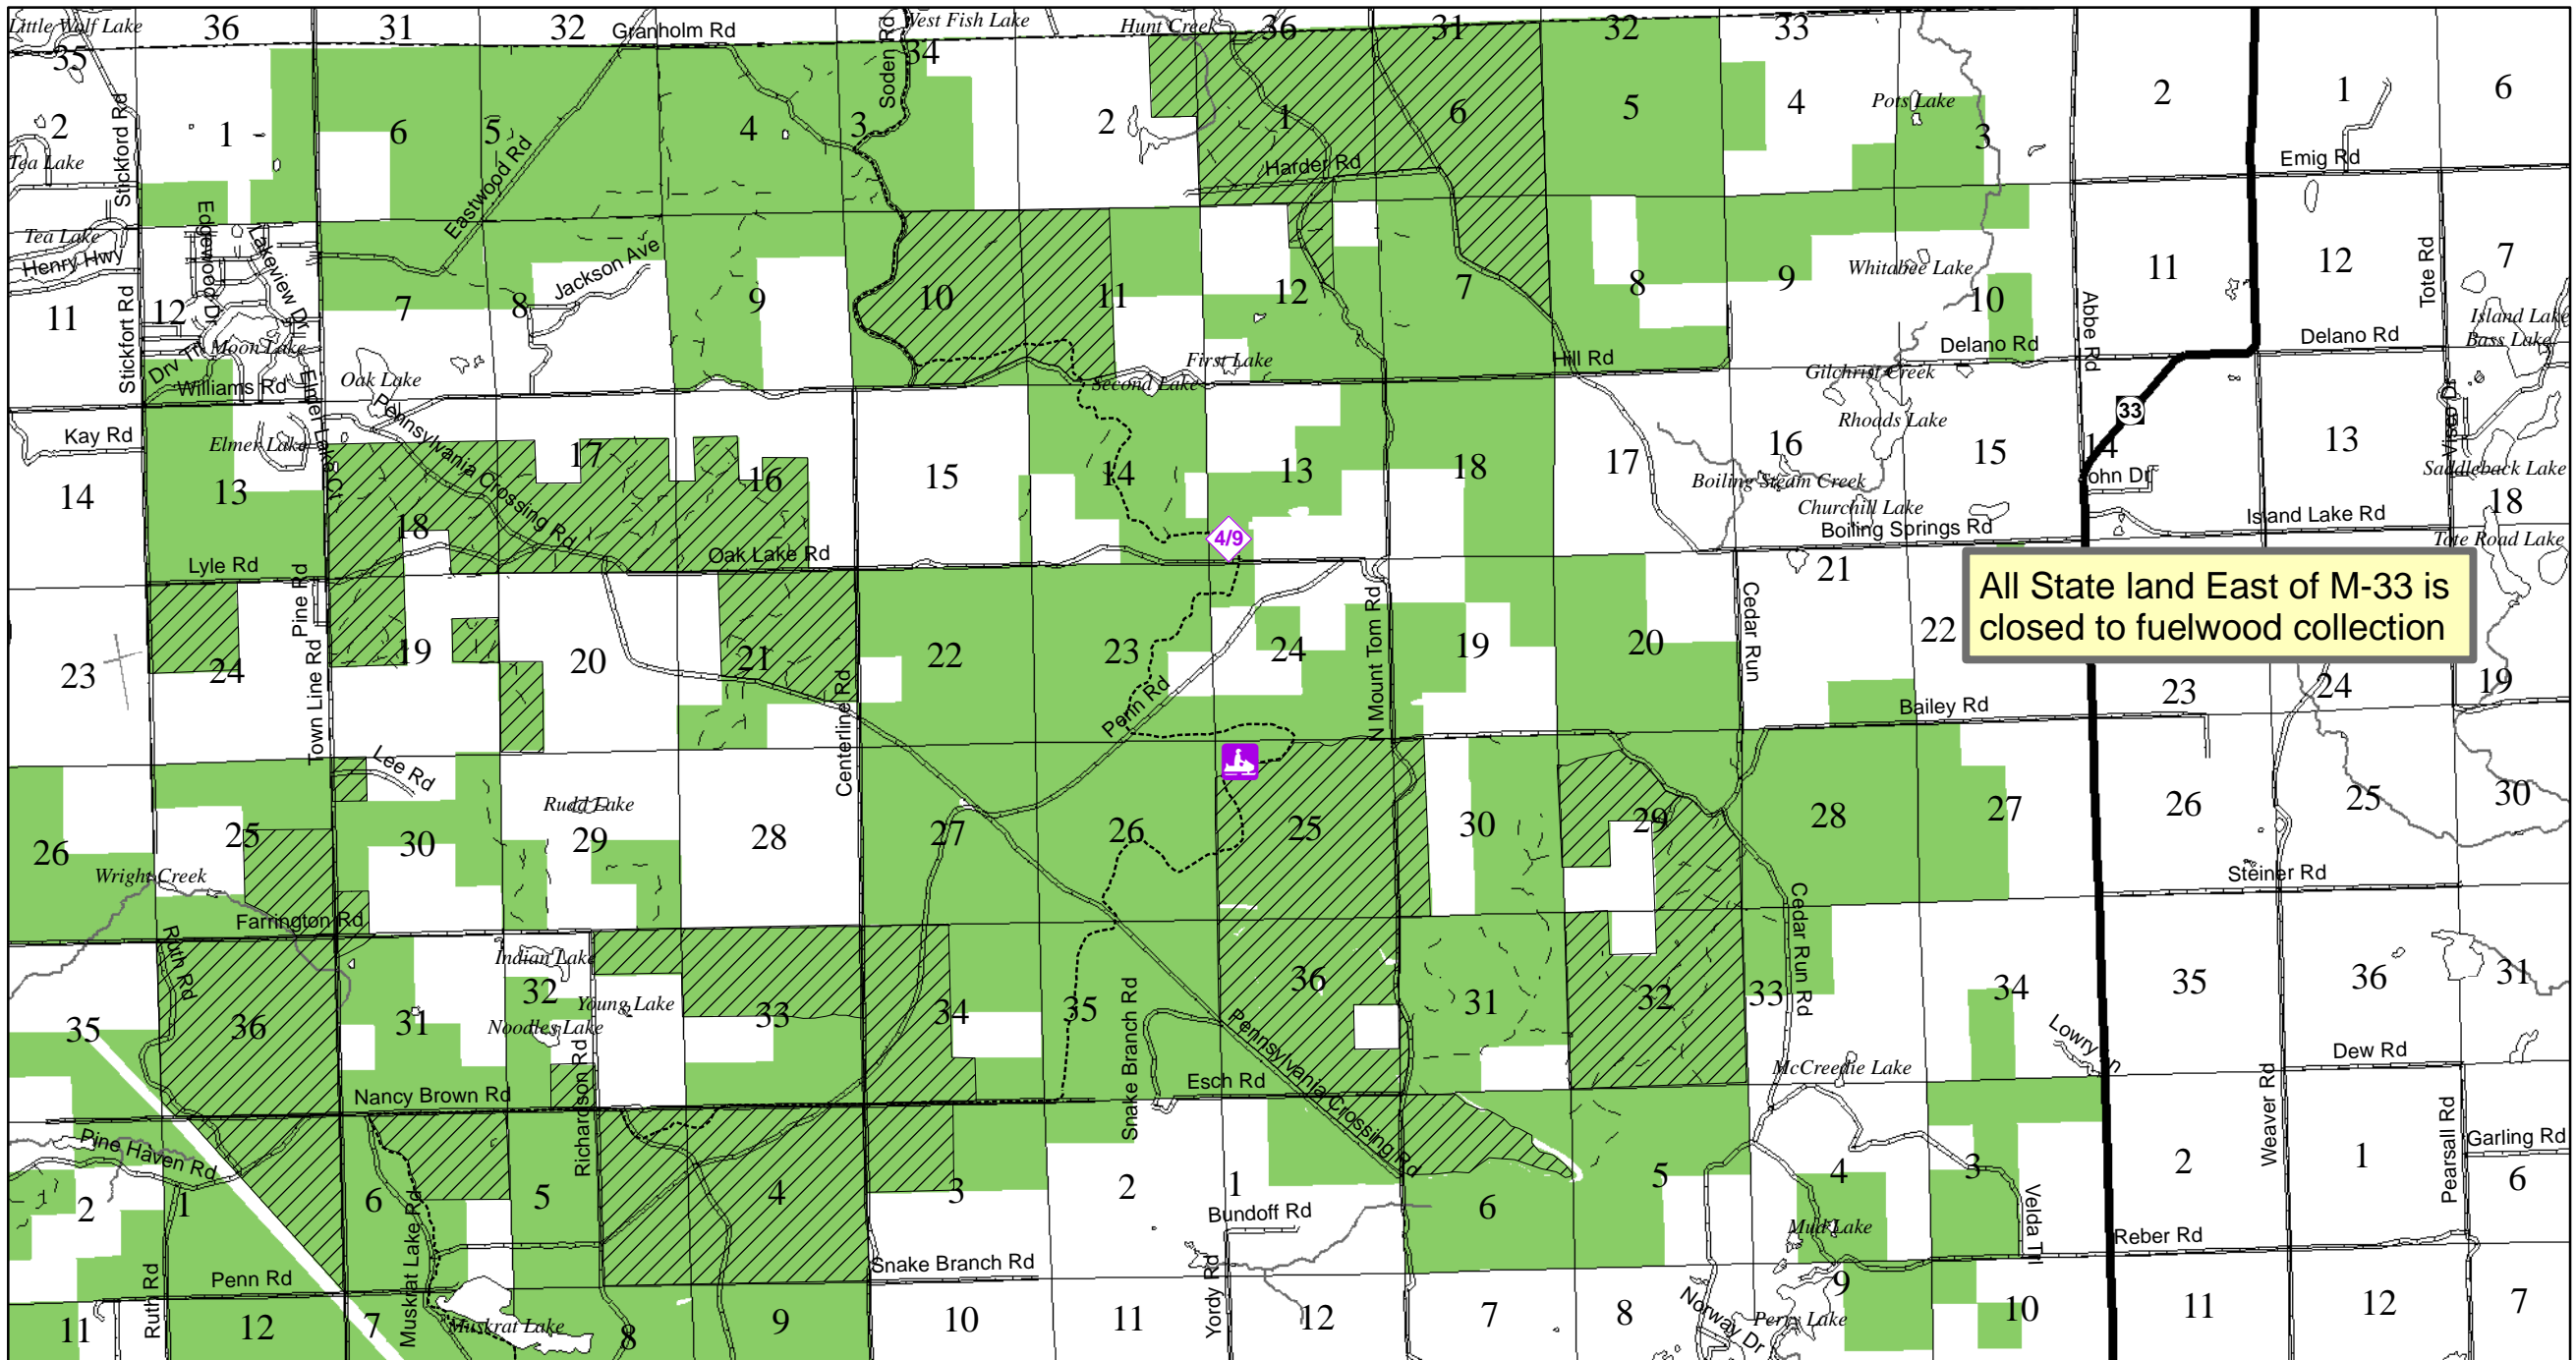 Little Wolf Lake
36
31
32
Granholm Rd
Soden Rd
West Fish Lake
34
Hunt Creek
36
31
32
33
35
2
1
6
5
4
3
2
1
6
5
4
Pots Lake
3
2
1
6
Stickford Rd
Tea Lake
Eastwood Rd
Harder Rd
Emig Rd
Tea Lake
Henry Hwy
Edgewood Dr
Lakeview Dr
Jackson Ave
11
12
7
8
9
10
11
12
7
8
9
Whitabee Lake
10
Abbe Rd
11
12
Tote Rd
7
Stickfort Rd
Moon Lake
Drv Trl
Williams Rd
Elmer Lake Ct
Oak Lake
First Lake
Second Lake
Hill Rd
Delano Rd
Delano Rd
Island Lake
Bass Lake
Gilchrist Creek
33
Kay Rd
Elmer Lake
Pennsylvania Crossing Rd
Rhoads Lake
14
13
18
17
16
15
14
13
18
17
16
15
14
13
18
Saddleback Lake
Boiling Steam Creek
Churchill Lake
John Dr
Boiling Springs Rd
Island Lake Rd
Lyle Rd
Oak Lake Rd
4/9
Tote Road Lake
All State land East of M-33 is
closed to fuelwood collection
Pine Rd
Town Line Rd
23
24
19
20
21
22
23
24
19
20
21
22
23
24
19
Centerline Rd
Penn Rd
N Mount Tom Rd
Cedar Run
Bailey Rd
Lee Rd
Rudd Lake
26
25
30
29
28
27
26
25
30
29
28
27
26
25
30
Wright Creek
Steiner Rd
Farrington Rd
Ruth Rd
Indian Lake
Young Lake
Noodles Lake
Cedar Run Rd
35
36
31
32
33
34
35
36
31
32
33
34
35
36
31
Richardson Rd
Snake Branch Rd
Pennsylvania Crossing Rd
Lowry Ln
Dew Rd
McCreedie Lake
Nancy Brown Rd
Esch Rd
Weaver Rd
Pearsall Rd
Garling Rd
Pine Haven Rd
2
1
6
5
4
3
2
1
6
5
4
3
2
1
6
Muskrat Lake Rd
Bundoff Rd
Mud Lake
Velda Trl
Reber Rd
Snake Branch Rd
Penn Rd
Ruth Rd
Yordy Rd
Norway Dr
Perry Lake
Muskrat Lake
11
12
7
8
9
10
11
12
7
8
9
10
11
12
7